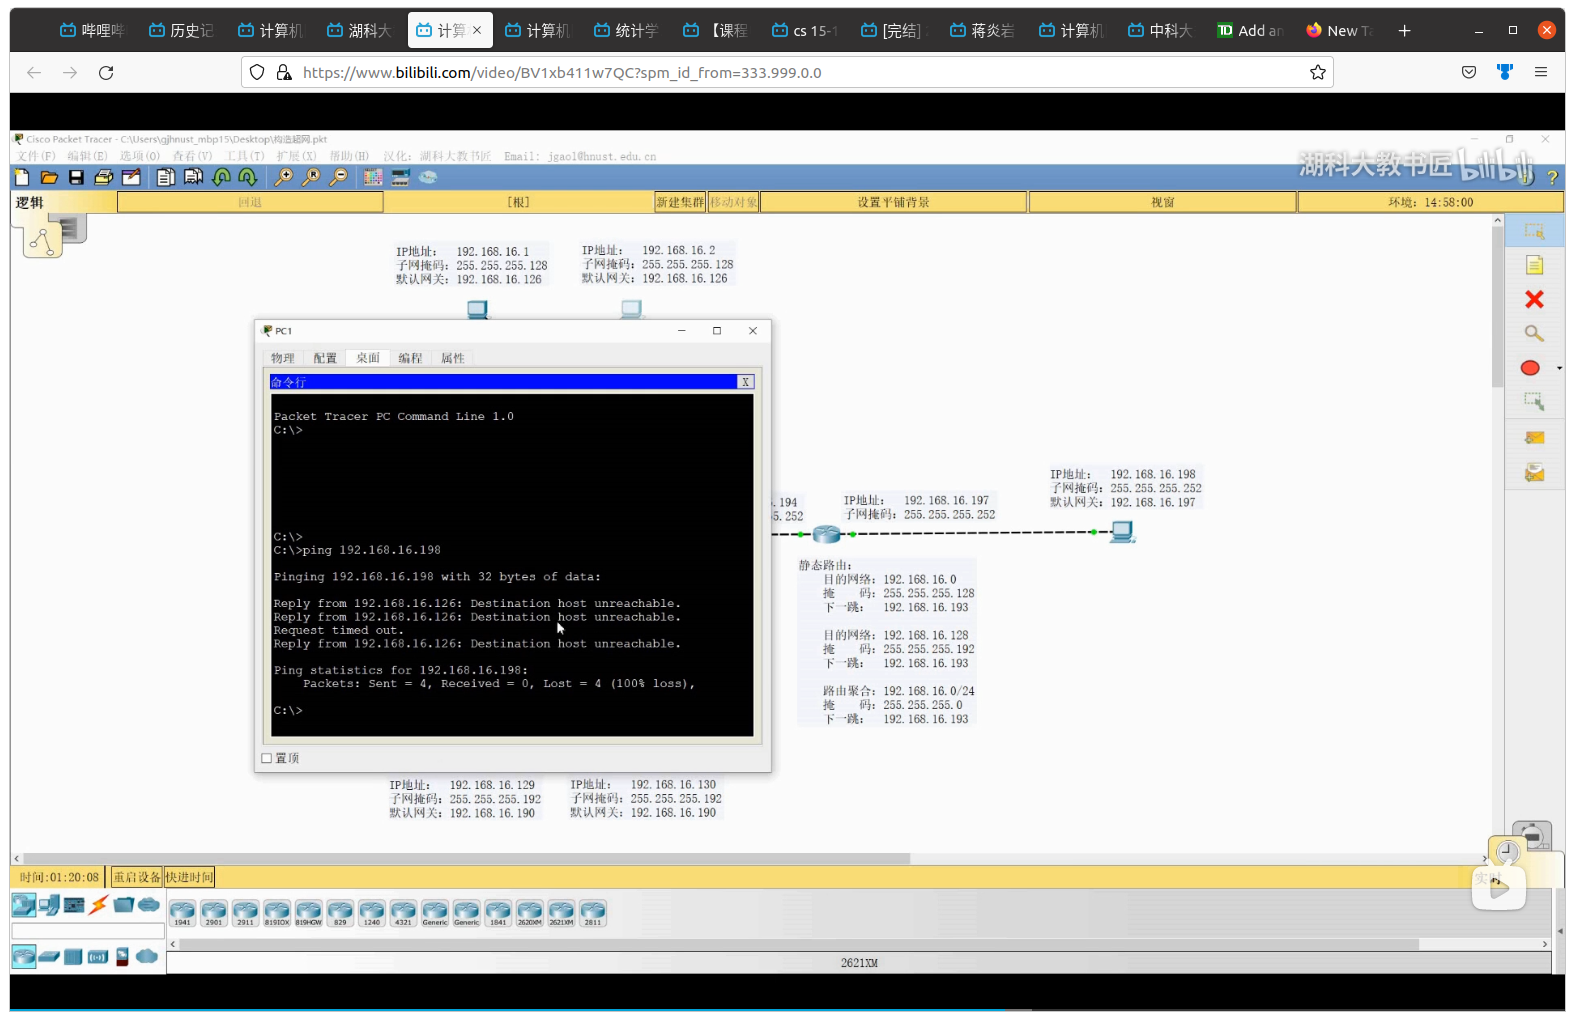 哔哩哔
历史记
计算机
湖科大
计算
计算机
统计学
【课程
cs 15-1
[完结]
蒋炎岩
计算机
中科大
Add an
New Ta
https://www.bilibili.com/video/BV1xb411w7QC?spm_id_from=333.999.0.0
Cisco Packet Tracer - C:\Users\gjhnust_mbp15\Desktop\构造超网.pkt
文件(F) 编辑(E) 选项(O) 查看(V) 工具(T) 扩展(X) 帮助(H) 汉化: 湖科大教书匠 Email: jgaol@hnust.edu.cn
湖科大教书匠 bilibili
逻辑
回退
[根]
新建集群
移动对象
设置平铺背景
视窗
环境: 14:58:00
IP地址: 192.168.16.1
子网掩码: 255.255.255.128
默认网关: 192.168.16.126
IP地址: 192.168.16.2
子网掩码: 255.255.255.128
默认网关: 192.168.16.126
PC1
物理 配置 桌面 编程 属性
命令行
X
Packet Tracer PC Command Line 1.0
C:\>
C:\>
C:\>ping 192.168.16.198
Pinging 192.168.16.198 with 32 bytes of data:
Reply from 192.168.16.126: Destination host unreachable.
Reply from 192.168.16.126: Destination host unreachable.
Request timed out.
Reply from 192.168.16.126: Destination host unreachable.
Ping statistics for 192.168.16.198:
Packets: Sent = 4, Received = 0, Lost = 4 (100% loss),
C:\>
置顶
.194
5.252
IP地址: 192.168.16.197
子网掩码: 255.255.255.252
IP地址: 192.168.16.198
子网掩码: 255.255.255.252
默认网关: 192.168.16.197
静态路由:
目的网络: 192.168.16.0
掩 码: 255.255.255.128
下一跳: 192.168.16.193
目的网络: 192.168.16.128
掩 码: 255.255.255.192
下一跳: 192.168.16.193
路由聚合: 192.168.16.0/24
掩 码: 255.255.255.0
下一跳: 192.168.16.193
IP地址: 192.168.16.129
子网掩码: 255.255.255.192
默认网关: 192.168.16.190
IP地址: 192.168.16.130
子网掩码: 255.255.255.192
默认网关: 192.168.16.190
时间:01:20:08
重启设备
快进时间
实时
1941 2901 2911 819IOX 819HGW 829 1240 4321 Generic Generic 1841 2620XM 2621XM 2811
2621XM